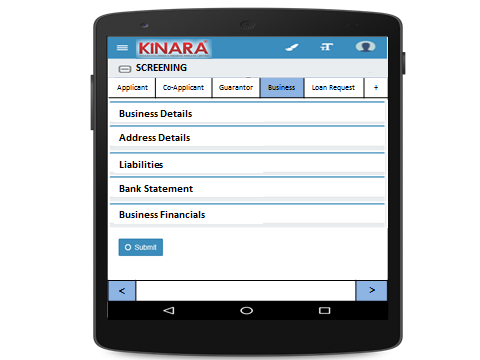 KINARA
SCREENING
Applicant Co-Applicant Guarantor Business Loan Request +
Business Details
Address Details
Liabilities
Bank Statement
Business Financials
Submit
< >